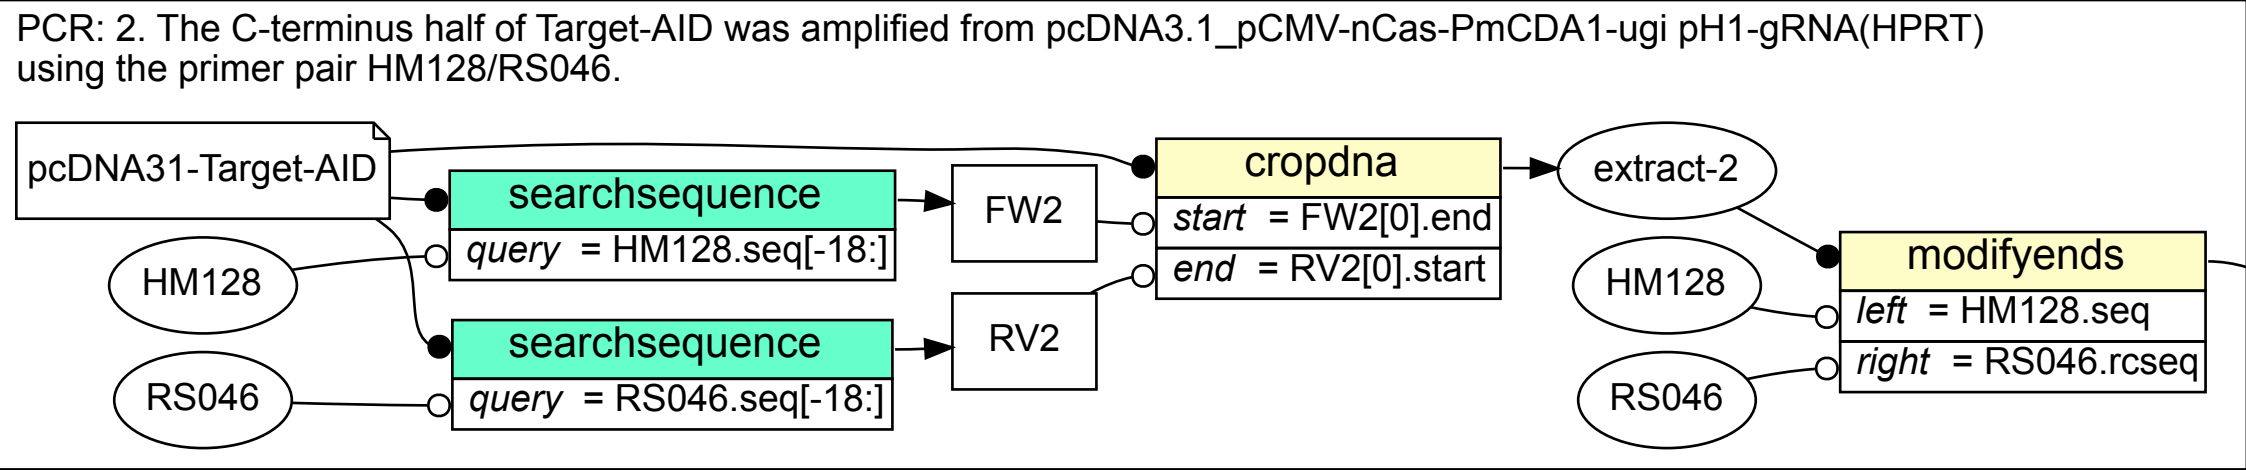 PCR: 2. The C-terminus half of Target-AID was amplified from pcDNA3.1_pCMV-nCas-PmCDA1-ugi pH1-gRNA(HPRT)
using the primer pair HM128/RS046.
pcDNA31-Target-AID
searchsequence
query = HM128.seq[-18:]
HM128
searchsequence
query = RS046.seq[-18:]
RS046
FW2
RV2
cropdna
start = FW2[0].end
end = RV2[0].start
extract-2
HM128
RS046
modifyends
left = HM128.seq
right = RS046.rcseq